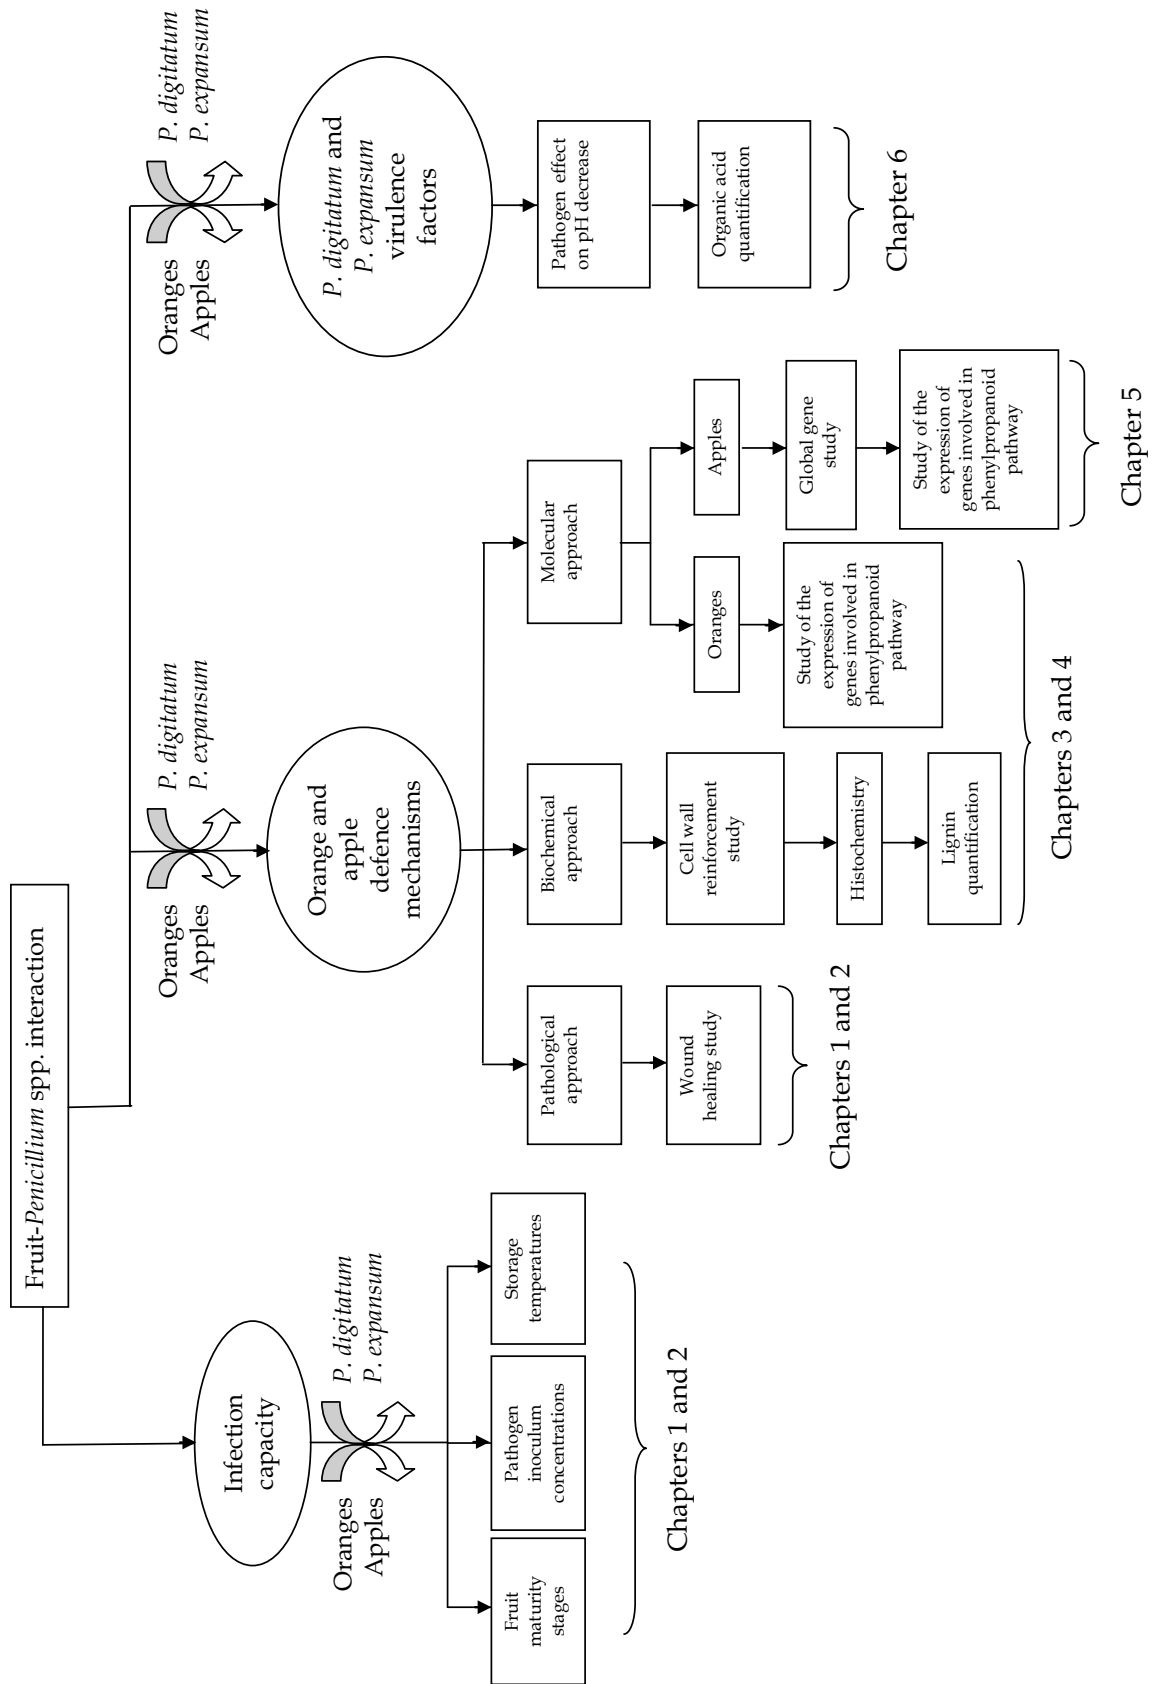 Fruit-Penicillium spp. interaction
Infection
capacity
Oranges
Apples
P. digitatum
P. expansum
Fruit
maturity
stages
Pathogen
inoculum
concentrations
Storage
temperatures
Chapters 1 and 2
Oranges
Apples
P. digitatum
P. expansum
Orange and
apple
defence
mechanisms
Pathological
approach
Wound
healing study
Chapters 1 and 2
Biochemical
approach
Cell wall
reinforcement
study
Histochemistry
Lignin
quantification
Molecular
approach
Oranges
Study of the
expression of
genes involved in
phenylpropanoid
pathway
Chapters 3 and 4
Apples
Global gene
study
Study of the
expression of
genes involved in
phenylpropanoid
pathway
Chapter 5
Oranges
Apples
P. digitatum
P. expansum
P. digitatum and
P. expansum
virulence
factors
Pathogen effect
on pH decrease
Organic acid
quantification
Chapter 6